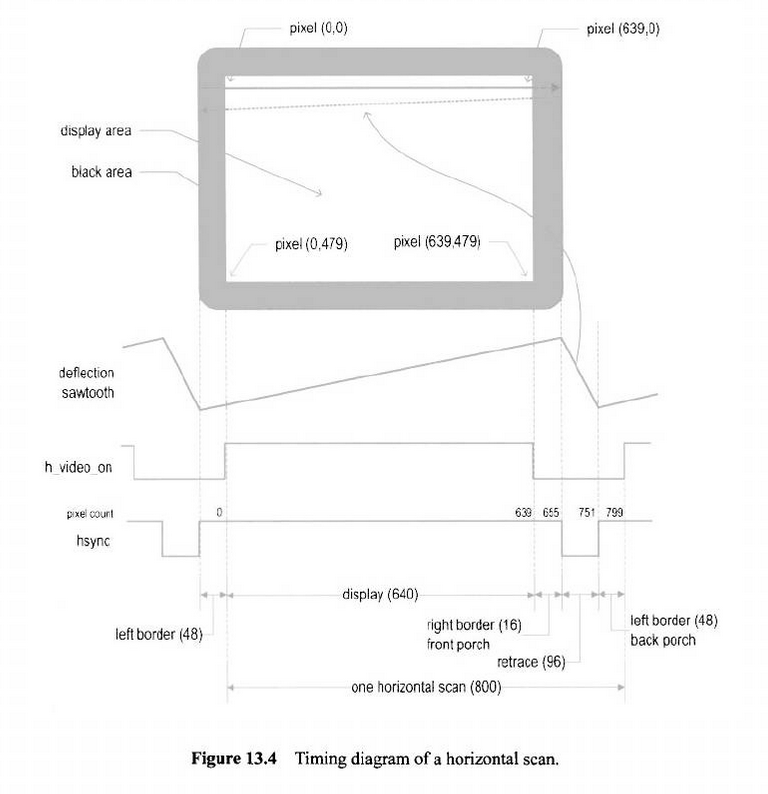 pixel (0,0)
pixel (639,0)
display area
black area
pixel (0,479)
pixel (639,479)
deflection
sawtooth
h_video_on
pixel count
0
639
655
751
799
hsync
display (640)
left border (48)
right border (16)
front porch
retrace (96)
left border (48)
back porch
one horizontal scan (800)
Figure 13.4 Timing diagram of a horizontal scan.